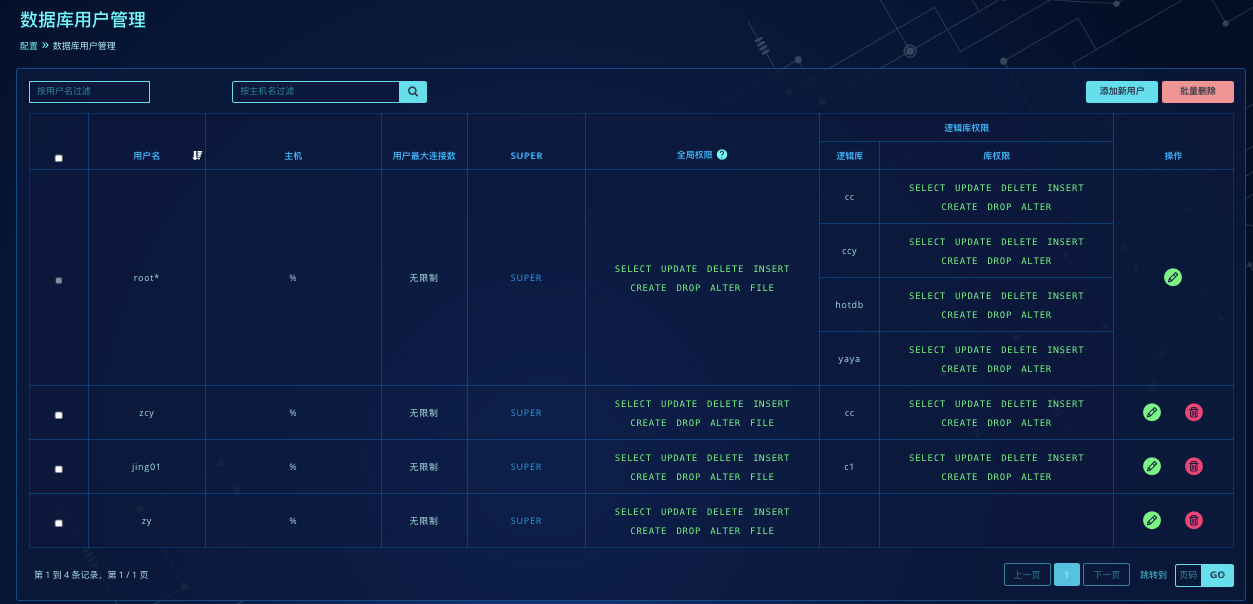 数据库用户管理
配置 » 数据库用户管理
按用户名过滤 按主机名过滤 添加新用户 批量删除
逻辑库权限
用户名 主机 用户最大连接数 SUPER 全局权限 ? 逻辑库 库权限 操作
root* % 无限制 SUPER
SELECT UPDATE DELETE INSERT
CREATE DROP ALTER FILE
cc
SELECT UPDATE DELETE INSERT
CREATE DROP ALTER
ccy
SELECT UPDATE DELETE INSERT
CREATE DROP ALTER
hotdb
SELECT UPDATE DELETE INSERT
CREATE DROP ALTER
yaya
SELECT UPDATE DELETE INSERT
CREATE DROP ALTER
zcy % 无限制 SUPER
SELECT UPDATE DELETE INSERT
CREATE DROP ALTER FILE
cc
SELECT UPDATE DELETE INSERT
CREATE DROP ALTER
jing01 % 无限制 SUPER
SELECT UPDATE DELETE INSERT
CREATE DROP ALTER FILE
c1
SELECT UPDATE DELETE INSERT
CREATE DROP ALTER
zy % 无限制 SUPER
SELECT UPDATE DELETE INSERT
CREATE DROP ALTER FILE
第 1 到 4 条记录，第 1 / 1 页 上一页 1 下一页 跳转到 页码 GO